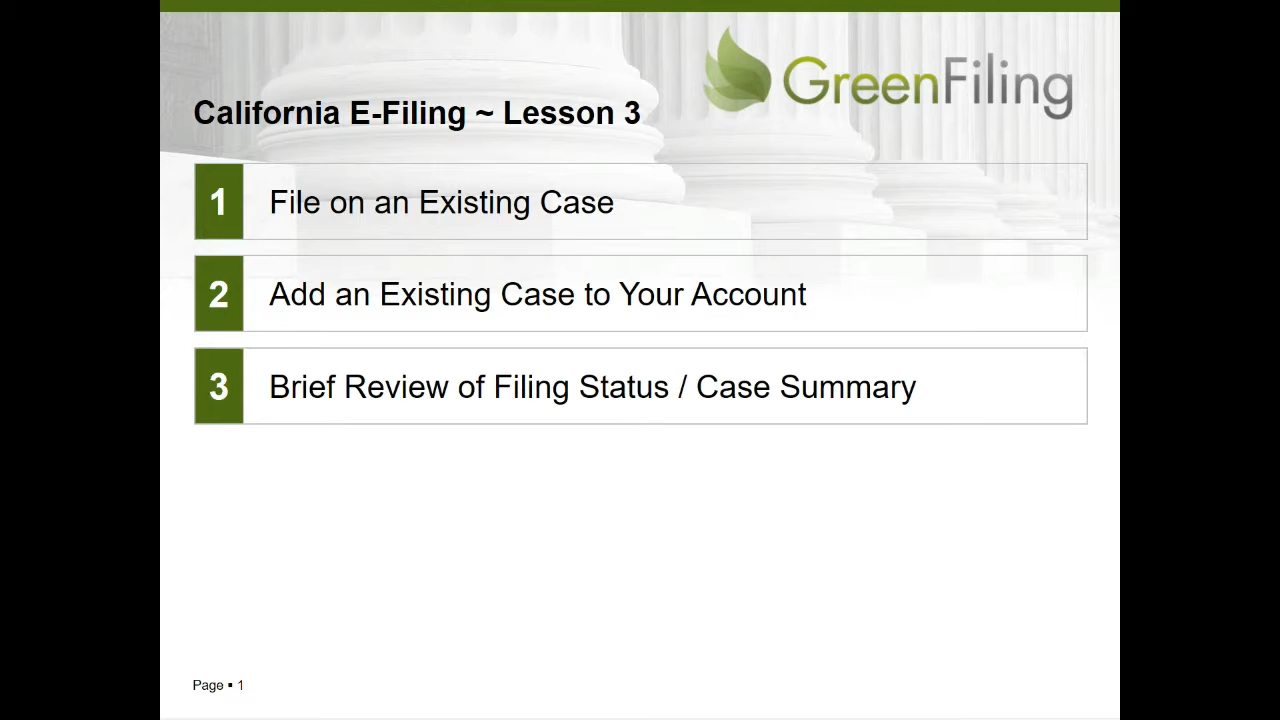 GreenFiling
California E-Filing ~ Lesson 3
1 File on an Existing Case
2 Add an Existing Case to Your Account
3 Brief Review of Filing Status / Case Summary
Page ▪ 1